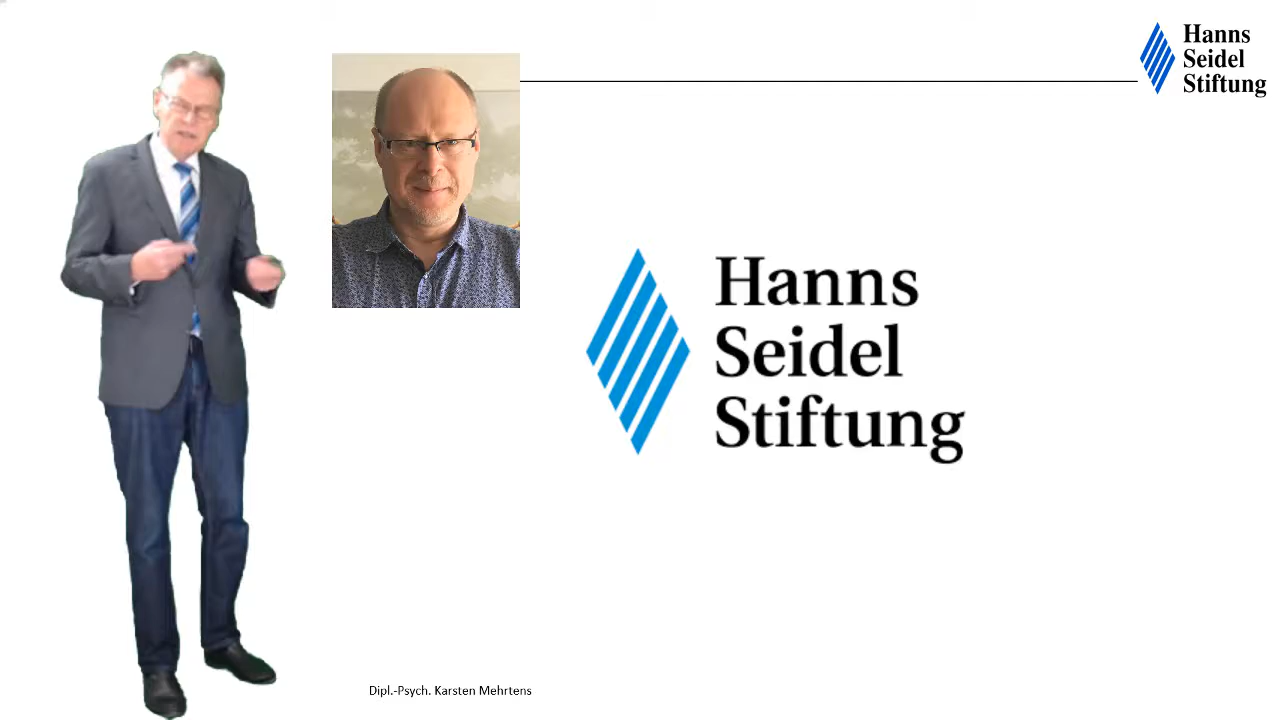 Hanns
Seidel
Stiftung
Hanns
Seidel
Stiftung
Dipl.-Psych. Karsten Mehrtens